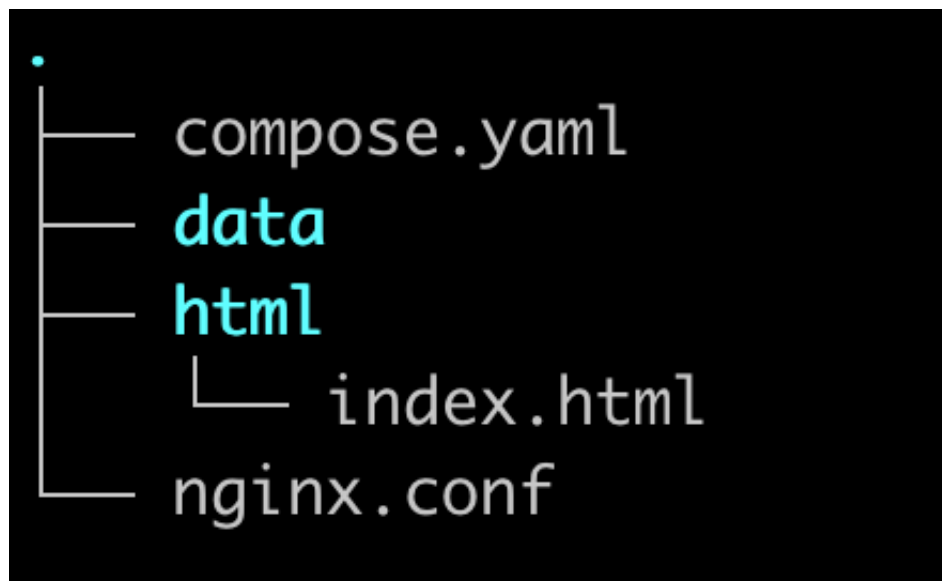 .
├── compose.yaml
├── data
├── html
│   └── index.html
└── nginx.conf